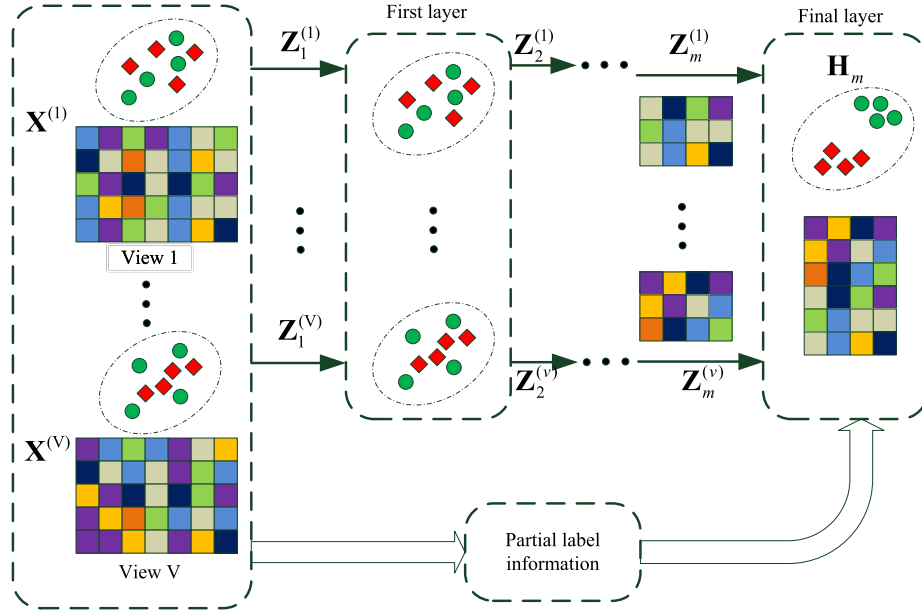 First layer
Final layer
Z₁⁽¹⁾
Z₂⁽¹⁾
Zₘ⁽¹⁾
Hₘ
X⁽¹⁾
View 1
Z₁⁽ⱽ⁾
Z₂⁽ᵛ⁾
Zₘ⁽ᵛ⁾
X⁽ⱽ⁾
View V
Partial label
information